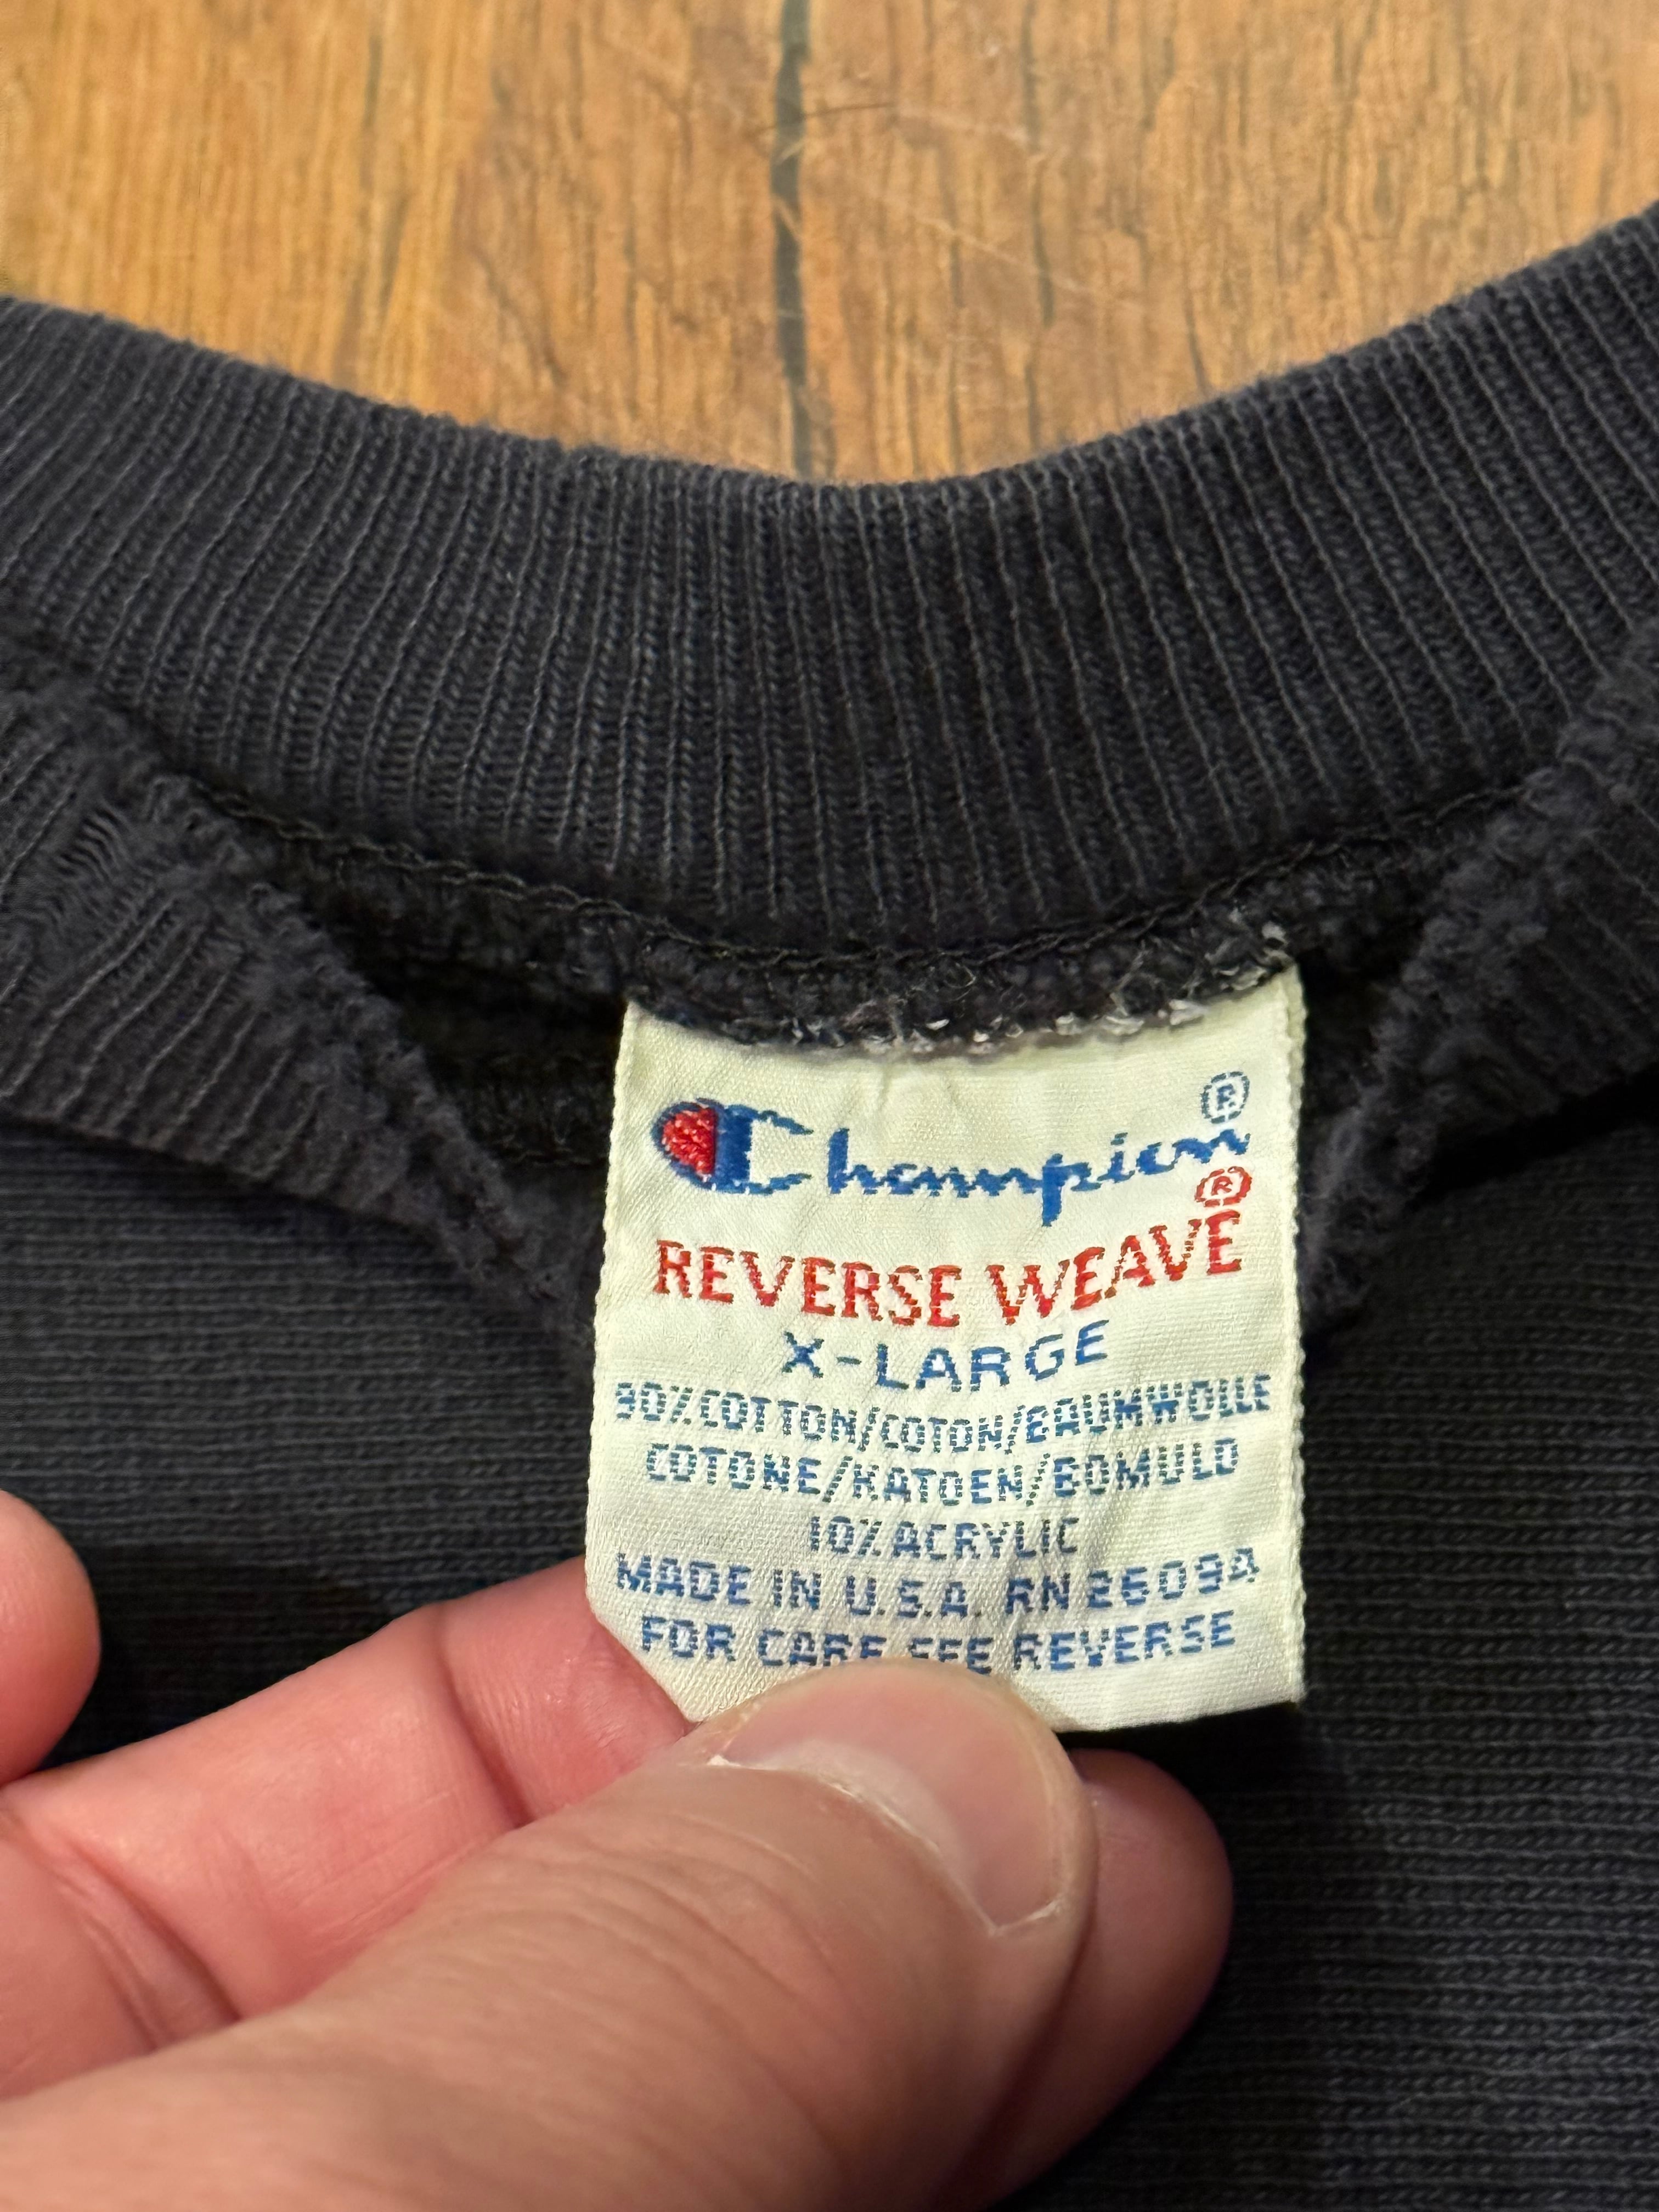 Champion®
REVERSE WEAVE®
X-LARGE
90% COTTON/COTON/BAUMWOLLE
COTONE/KATOEN/BOMULD
10% ACRYLIC
MADE IN U.S.A. RN 26094
FOR CARE SEE REVERSE